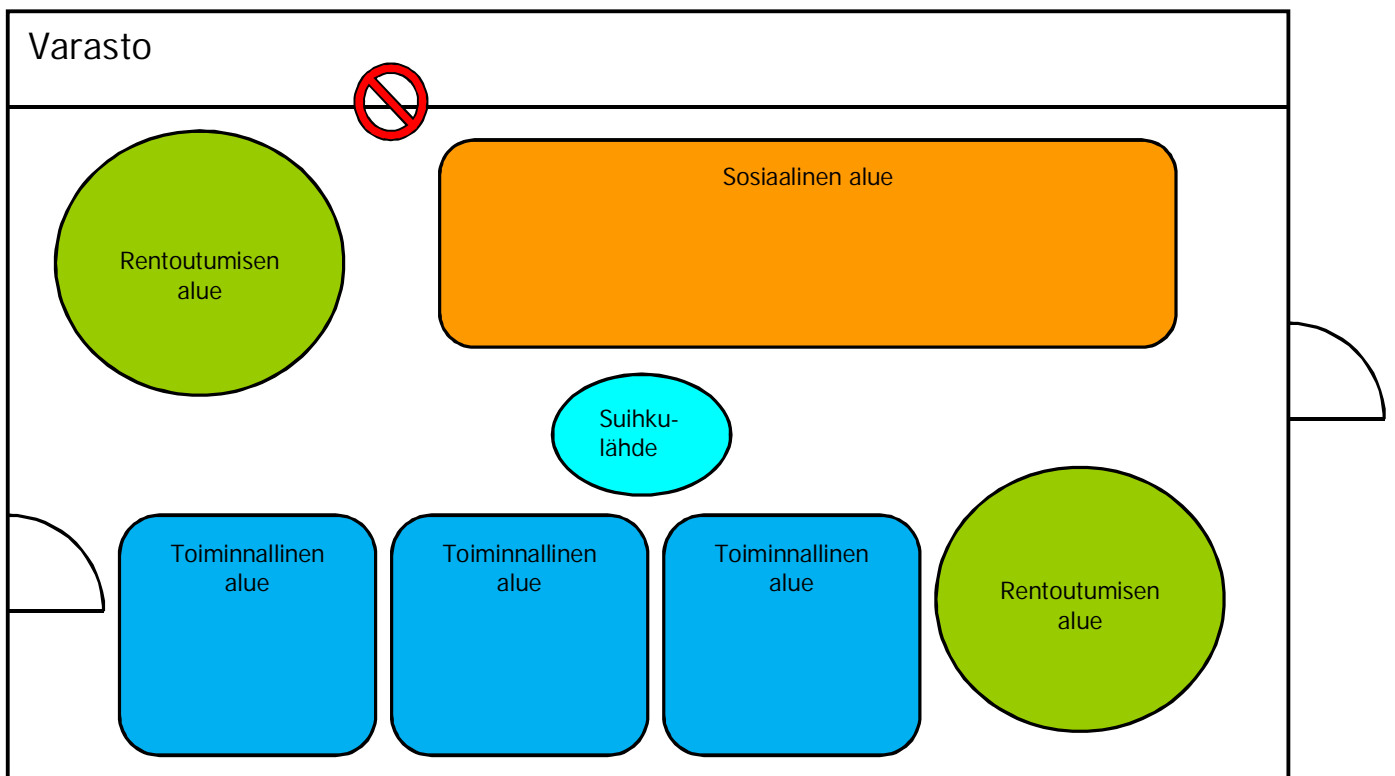 Varasto
Sosiaalinen alue
Rentoutumisen
alue
Suihku-
lähde
Toiminnallinen
alue
Toiminnallinen
alue
Toiminnallinen
alue
Rentoutumisen
alue